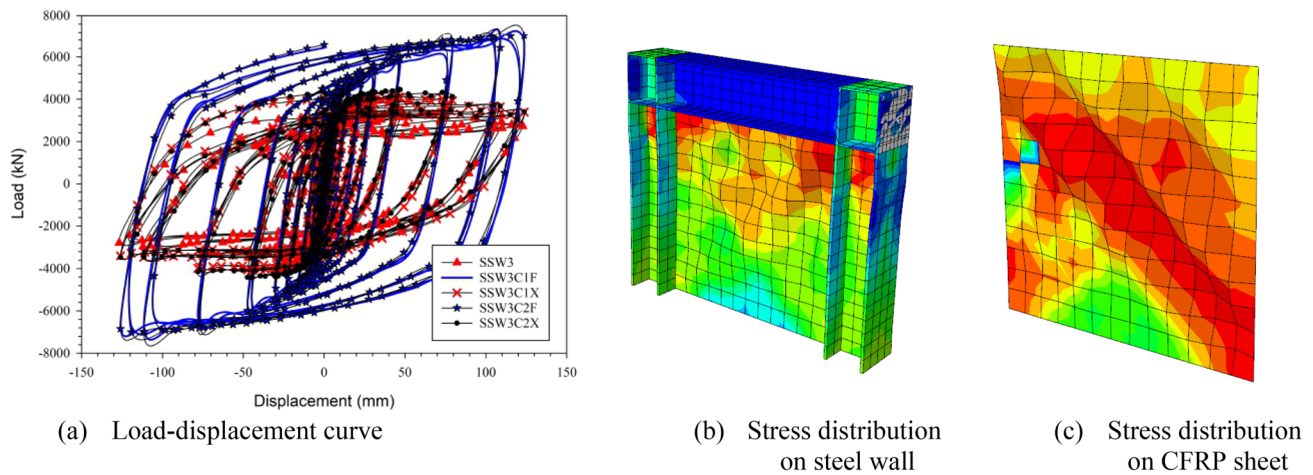 8000
6000
4000
2000
0
-2000
-4000
-6000
-8000
Load (kN)
SSW3
SSW3C1F
SSW3C1X
SSW3C2F
SSW3C2X
-150 -100 -50 0 50 100 150
Displacement (mm)
(a) Load-displacement curve
(b) Stress distribution
on steel wall
(c) Stress distribution
on CFRP sheet